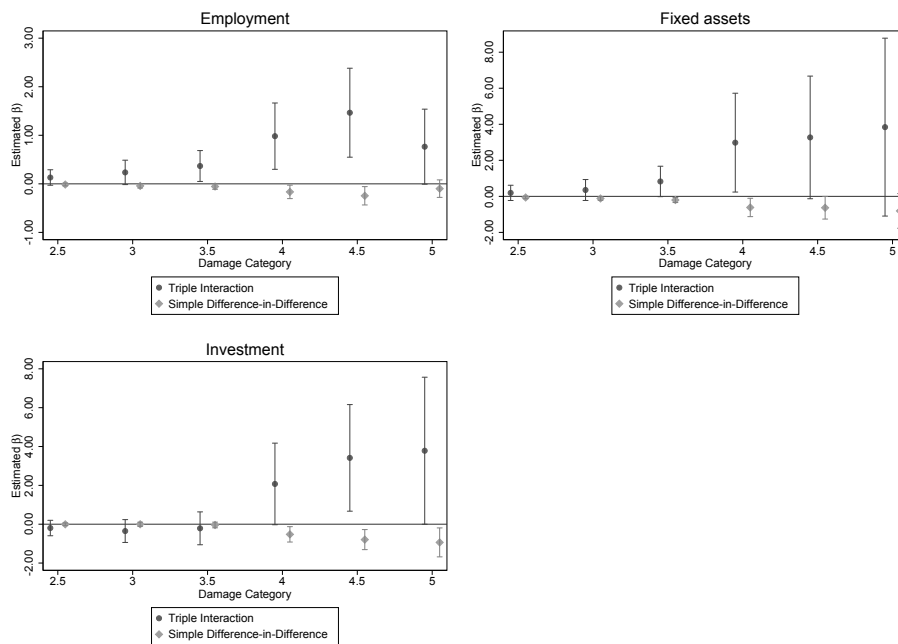 Employment
Estimated β)
3.00
2.00
1.00
0.00
-1.00
2.5 3 3.5 4 4.5 5
Damage Category
Triple Interaction
Simple Difference-in-Difference
Fixed assets
Estimated β)
8.00
6.00
4.00
2.00
0.00
-2.00
2.5 3 3.5 4 4.5 5
Damage Category
Triple Interaction
Simple Difference-in-Difference
Investment
Estimated β)
8.00
6.00
4.00
2.00
0.00
-2.00
2.5 3 3.5 4 4.5 5
Damage Category
Triple Interaction
Simple Difference-in-Difference